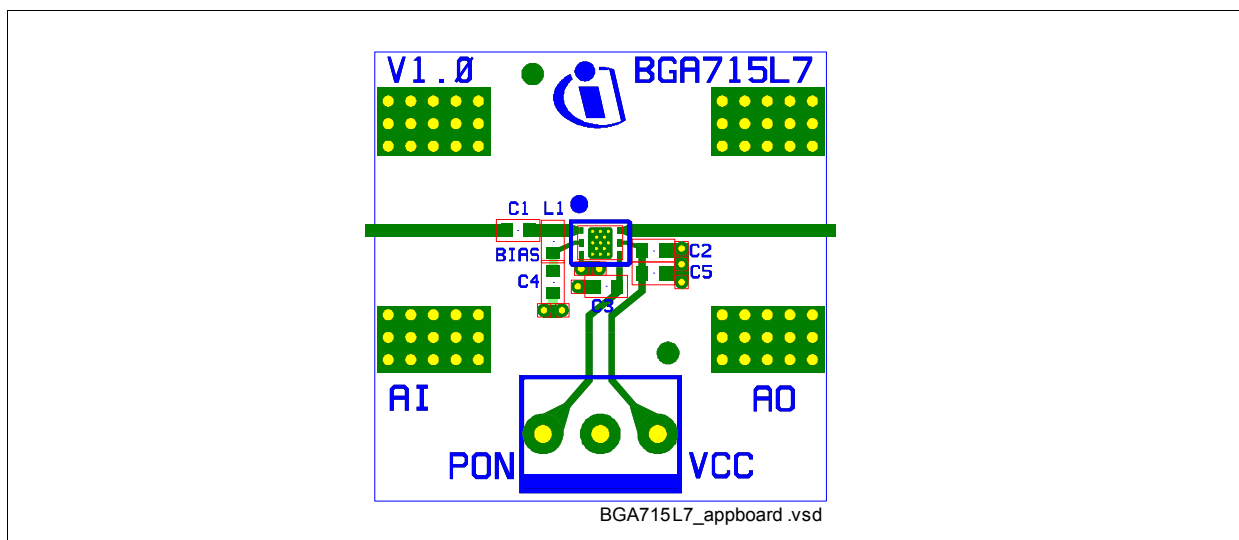 V1.0
BGA715L7
C1
L1
BIAS
C2
C4
C5
C3
AI
AO
PON
VCC
BGA715L7_appboard .vsd